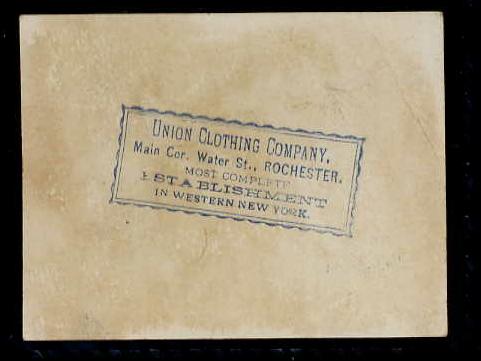 UNION CLOTHING COMPANY,
Main Cor. Water St., ROCHESTER.
MOST COMPLETE
ESTABLISHMENT
IN WESTERN NEW YORK.